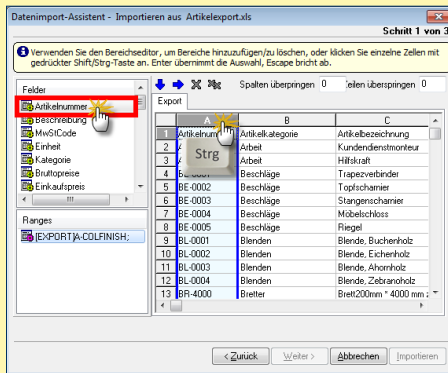 Datenimport-Assistent - Importieren aus Artikelexport.xls
Schritt 1 von 3
Verwenden Sie den Bereichseditor, um Bereiche hinzuzufügen/zu löschen, oder klicken Sie einzelne Zellen mit
gedrückter Shift/Strg-Taste an. Enter übernimmt die Auswahl, Escape bricht ab.
Felder
Artikelnummer
Beschreibung
MwStCode
Einheit
Kategorie
Bruttopreise
Einkaufspreis
Ranges
[EXPORT]A-COLFINISH;
Spalten überpringen 0 Zeilen überspringen 0
Export
A B C
1 Artikelnum Artikelkategorie Artikelbezeichnung
2 Arbeit Kundendienstmonteur
3 Arbeit Hilfskraft
4 BE-0001 Beschläge Trapezverbinder
5 BE-0002 Beschläge Topfscharnier
6 BE-0003 Beschläge Stangenscharnier
7 BE-0004 Beschläge Möbelschloss
8 BE-0005 Beschläge Riegel
9 BL-0001 Blenden Blende, Buchenholz
10 BL-0002 Blenden Blende, Eichenholz
11 BL-0003 Blenden Blende, Ahornholz
12 BL-0004 Blenden Blende, Zebranoholz
13 BR-4000 Bretter Brett200mm * 4000 mm
Strg
< Zurück Weiter > Abbrechen Importieren